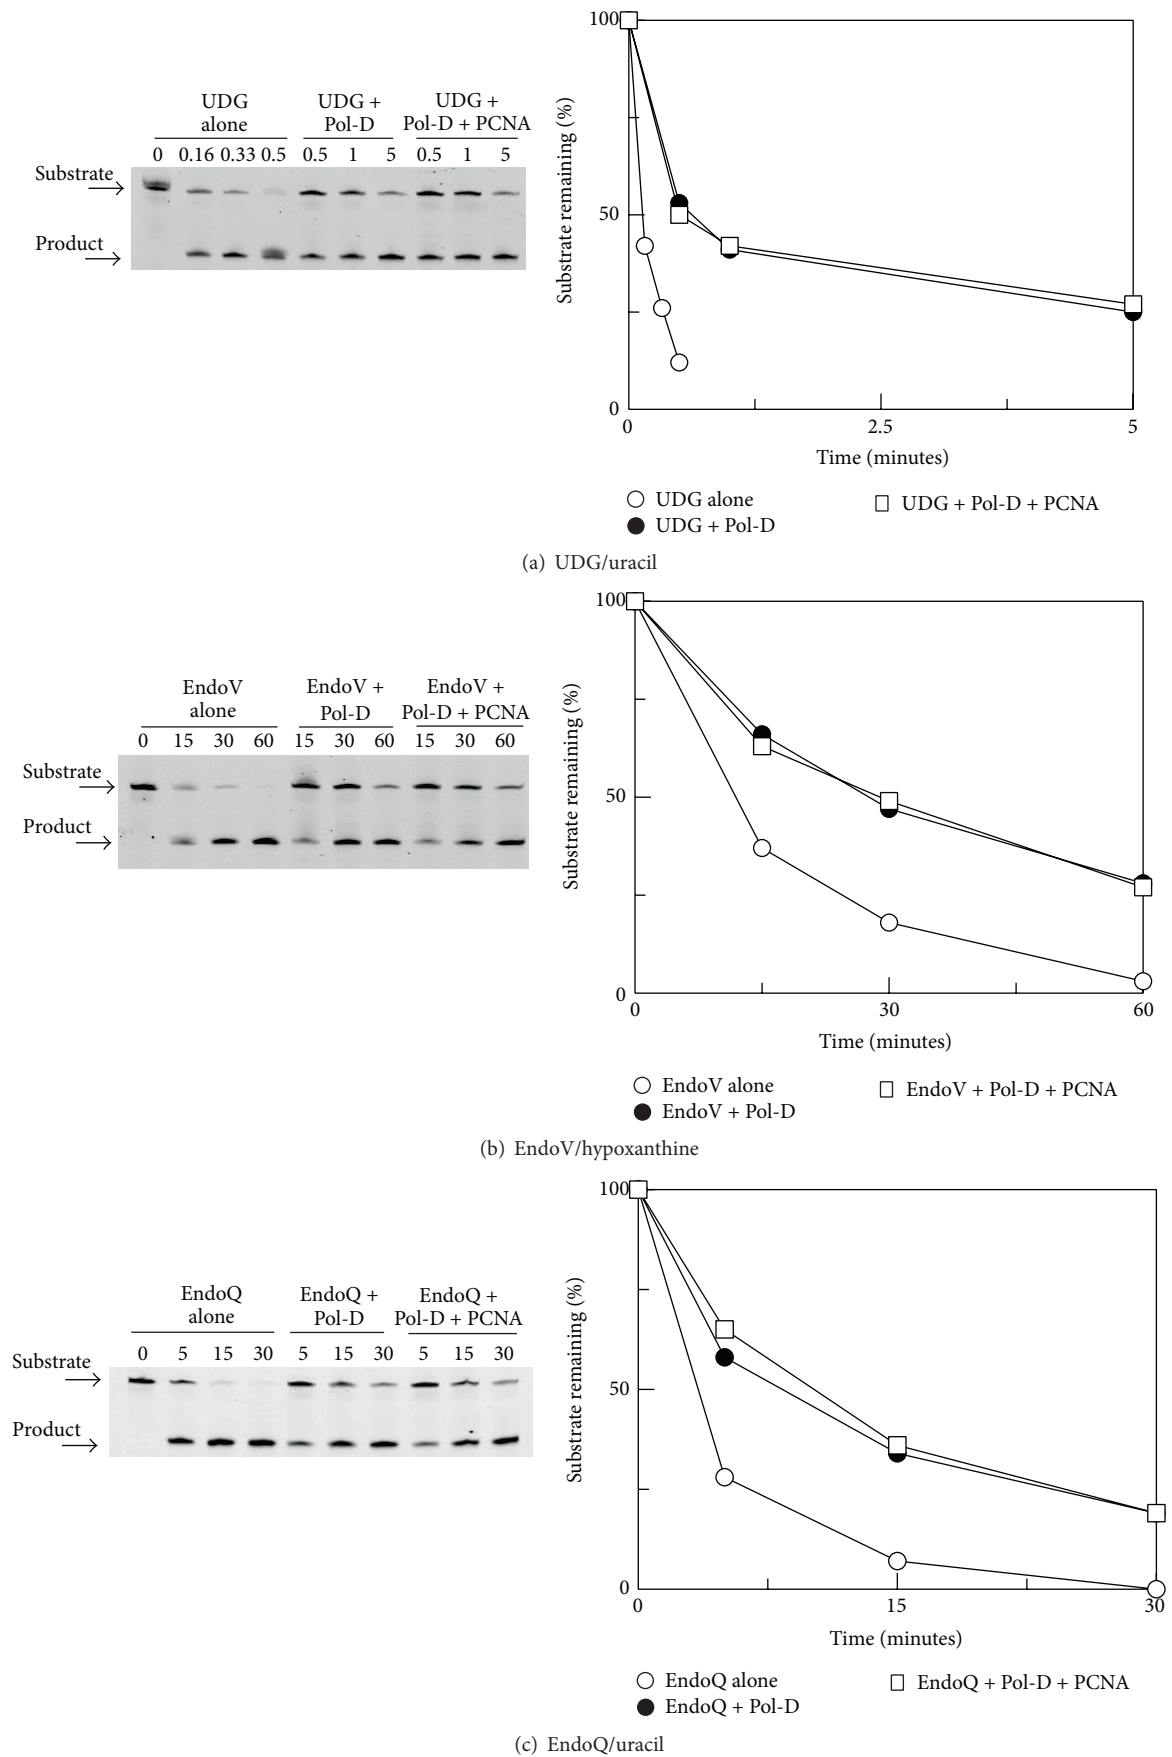 UDG alone
UDG + Pol-D
UDG + Pol-D + PCNA
0 0.16 0.33 0.5 0.5 1 5 0.5 1 5
Substrate
Product
Substrate remaining (%)
100
50
0
0 2.5 5
Time (minutes)
UDG alone
UDG + Pol-D
UDG + Pol-D + PCNA
(a) UDG/uracil
EndoV alone
EndoV + Pol-D
EndoV + Pol-D + PCNA
0 15 30 60 15 30 60 15 30 60
Substrate
Product
Substrate remaining (%)
100
50
0
0 30 60
Time (minutes)
EndoV alone
EndoV + Pol-D
EndoV + Pol-D + PCNA
(b) EndoV/hypoxanthine
EndoQ alone
EndoQ + Pol-D
EndoQ + Pol-D + PCNA
0 5 15 30 5 15 30 5 15 30
Substrate
Product
Substrate remaining (%)
100
50
0
0 15 30
Time (minutes)
EndoQ alone
EndoQ + Pol-D
EndoQ + Pol-D + PCNA
(c) EndoQ/uracil